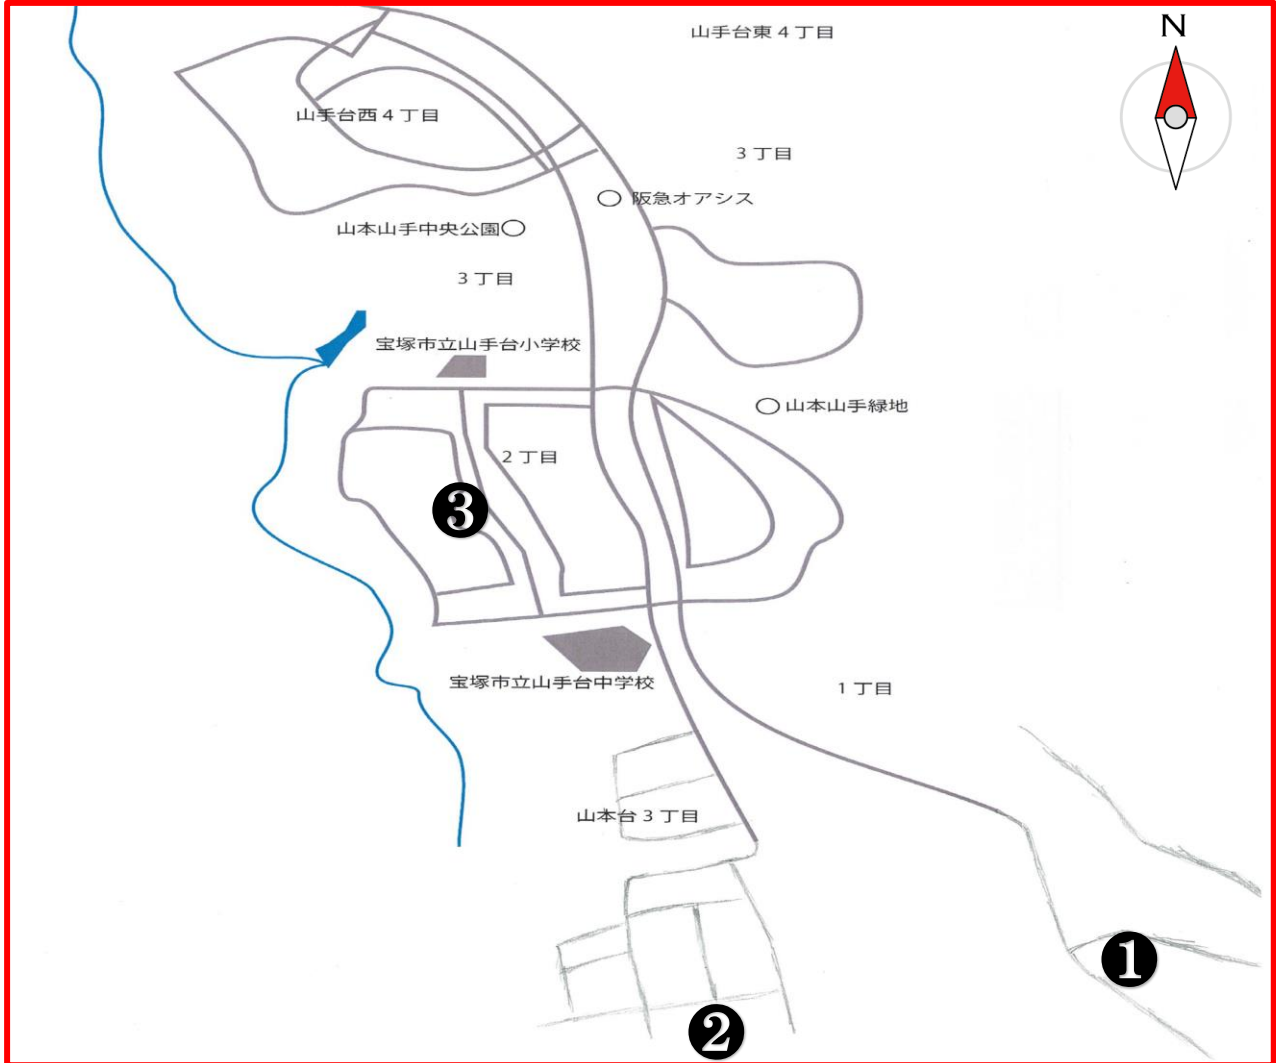 山手台東4丁目
N
山手台西4丁目
3丁目
阪急オアシス
山本山手中央公園
3丁目
宝塚市立山手台小学校
山本山手緑地
2丁目
3
宝塚市立山手台中学校
1丁目
山本台3丁目
1
2